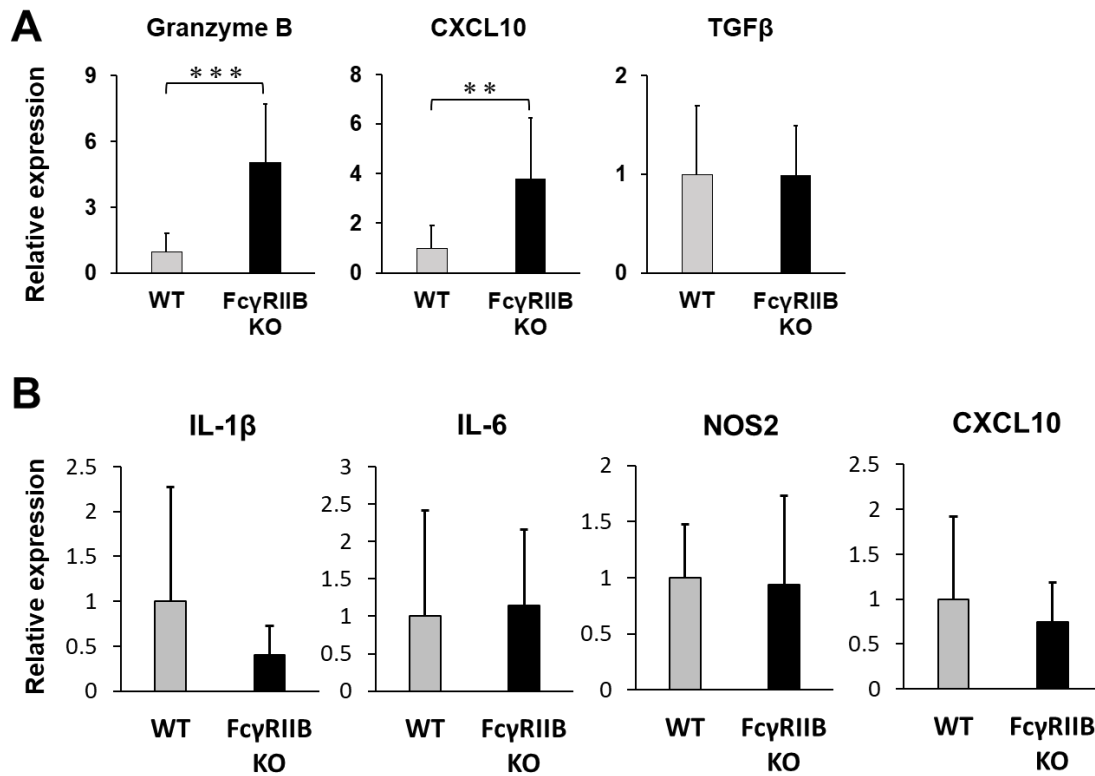 A
Granzyme B
CXCL10
TGFβ
Relative expression
9
6
3
0
***
WT
FcγRIIB
KO
8
6
4
2
0
**
WT
FcγRIIB
KO
2
1
0
WT
FcγRIIB
KO
B
IL-1β
IL-6
NOS2
CXCL10
Relative expression
2.5
2
1.5
1
0.5
0
WT
FcγRIIB
KO
3
2.5
2
1.5
1
0.5
0
WT
FcγRIIB
KO
2
1.5
1
0.5
0
WT
FcγRIIB
KO
2.5
2
1.5
1
0.5
0
WT
FcγRIIB
KO